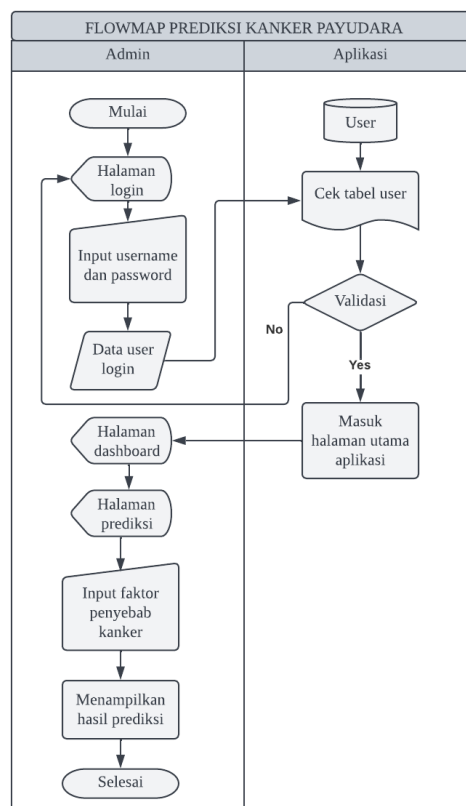 FLOWMAP PREDIKSI KANKER PAYUDARA
Admin
Aplikasi
Mulai
Halaman
login
Input username
dan password
Data user
login
User
Cek tabel user
Validasi
No
Yes
Masuk
halaman utama
aplikasi
Halaman
dashboard
Halaman
prediksi
Input faktor
penyebab
kanker
Menampilkan
hasil prediksi
Selesai